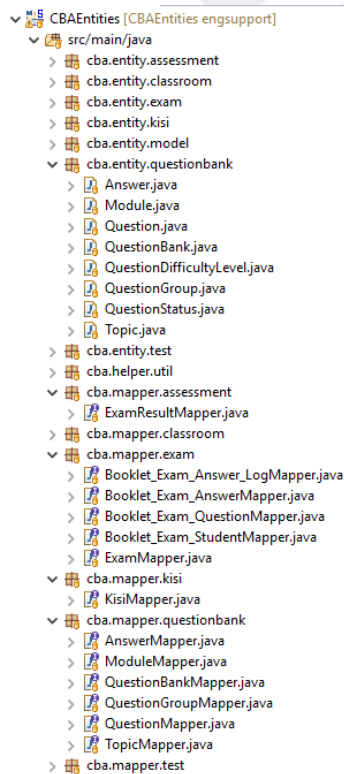 CBAEntities [CBAEntities engsupport]
src/main/java
cba.entity.assessment
cba.entity.classroom
cba.entity.exam
cba.entity.kisi
cba.entity.model
cba.entity.questionbank
Answer.java
Module.java
Question.java
QuestionBank.java
QuestionDifficultyLevel.java
QuestionGroup.java
QuestionStatus.java
Topic.java
cba.entity.test
cba.helper.util
cba.mapper.assessment
ExamResultMapper.java
cba.mapper.classroom
cba.mapper.exam
Booklet_Exam_Answer_LogMapper.java
Booklet_Exam_AnswerMapper.java
Booklet_Exam_QuestionMapper.java
Booklet_Exam_StudentMapper.java
ExamMapper.java
cba.mapper.kisi
KisiMapper.java
cba.mapper.questionbank
AnswerMapper.java
ModuleMapper.java
QuestionBankMapper.java
QuestionGroupMapper.java
QuestionMapper.java
TopicMapper.java
cba.mapper.test